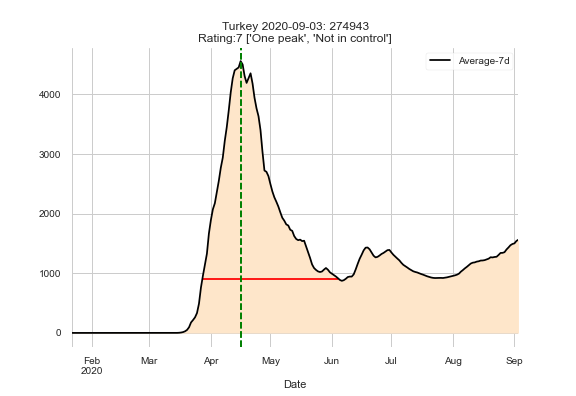 Turkey 2020-09-03: 274943
Rating:7 ['One peak', 'Not in control']
Average-7d
4000
3000
2000
1000
0
Feb Mar Apr May Jun Jul Aug Sep
2020
Date